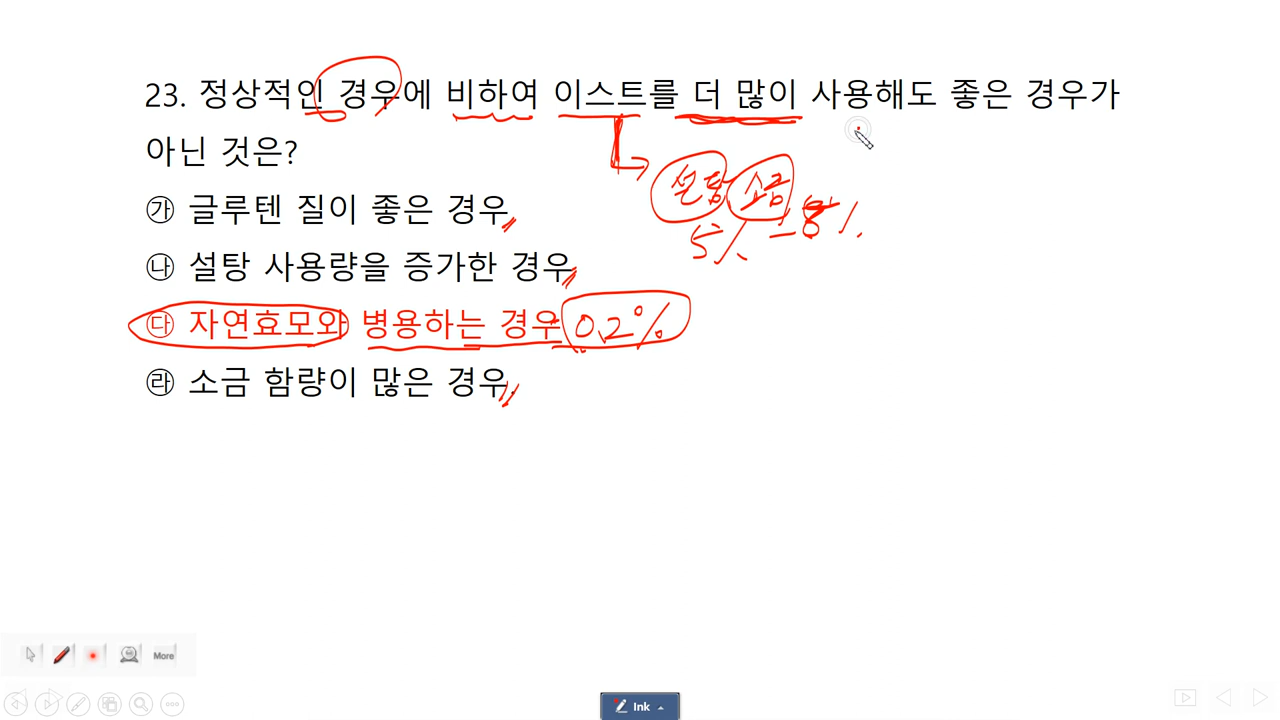 23. 정상적인 경우에 비하여 이스트를 더 많이 사용해도 좋은 경우가
아닌 것은?
설탕 소금
㉮ 글루텐 질이 좋은 경우
5%
㉯ 설탕 사용량을 증가한 경우
㉰ 자연효모와 병용하는 경우 0.2%
㉱ 소금 함량이 많은 경우
More
Ink